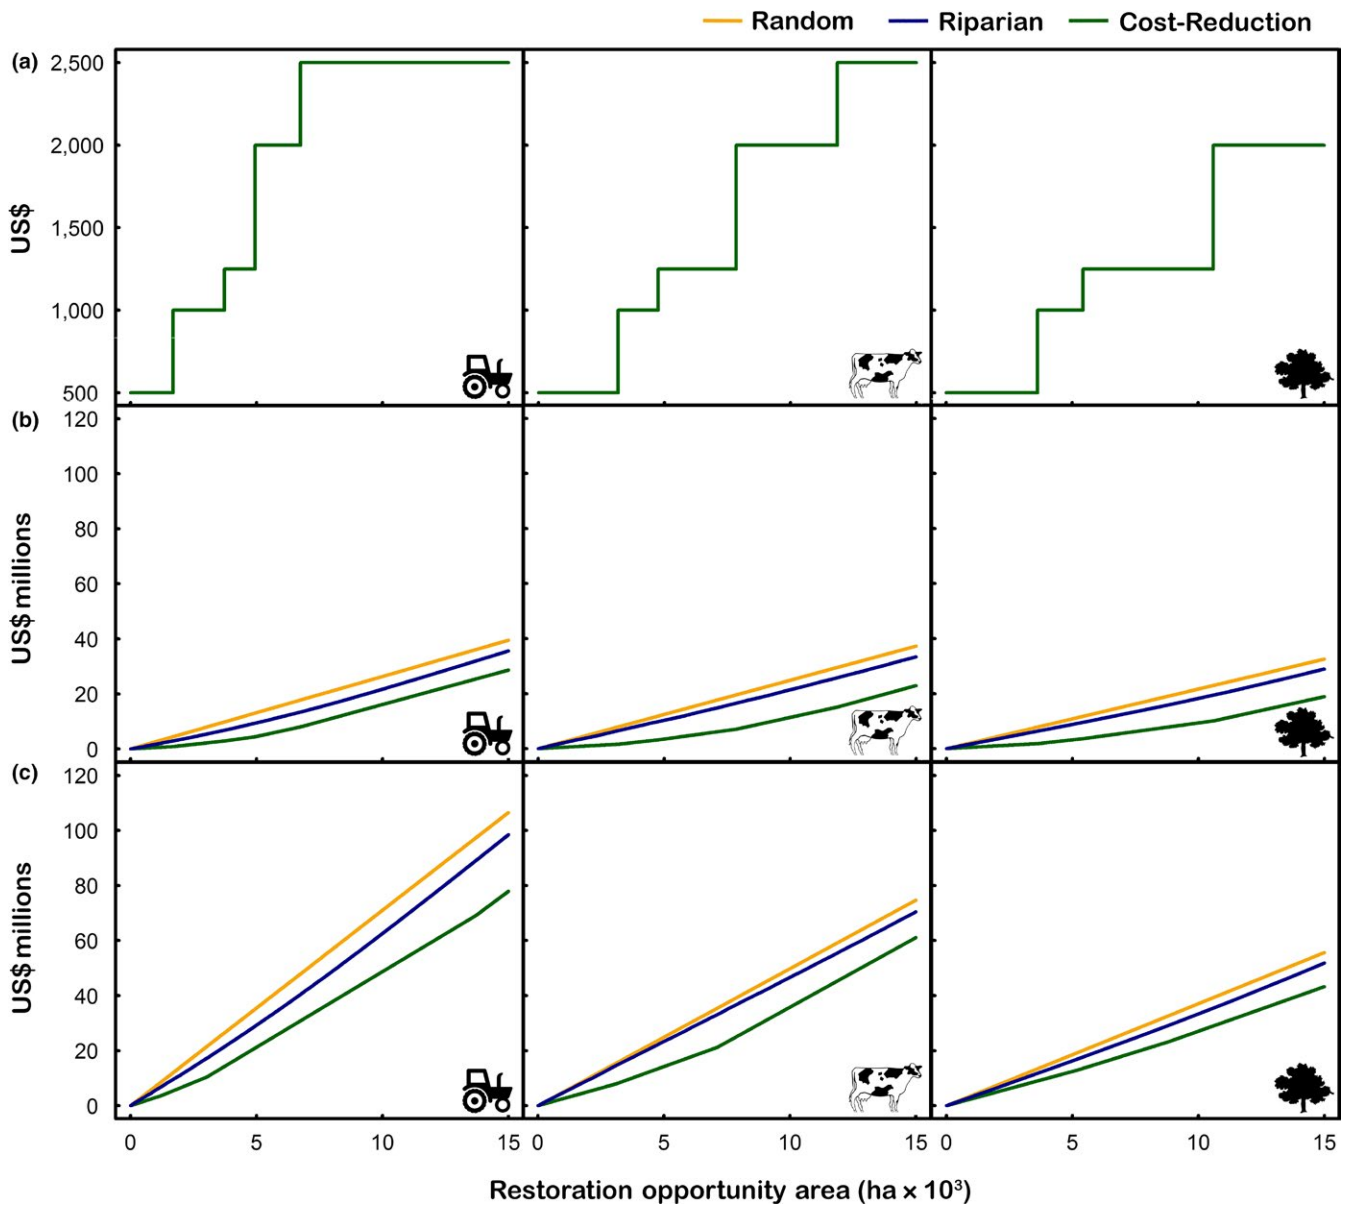 Random Riparian Cost-Reduction
(a)
2,500
2,000
1,500
1,000
500
US$
(b)
120
100
80
60
40
20
0
US$ millions
(c)
120
100
80
60
40
20
0
US$ millions
0 5 10 15 0 5 10 15 0 5 10 15
Restoration opportunity area (ha × 10³)